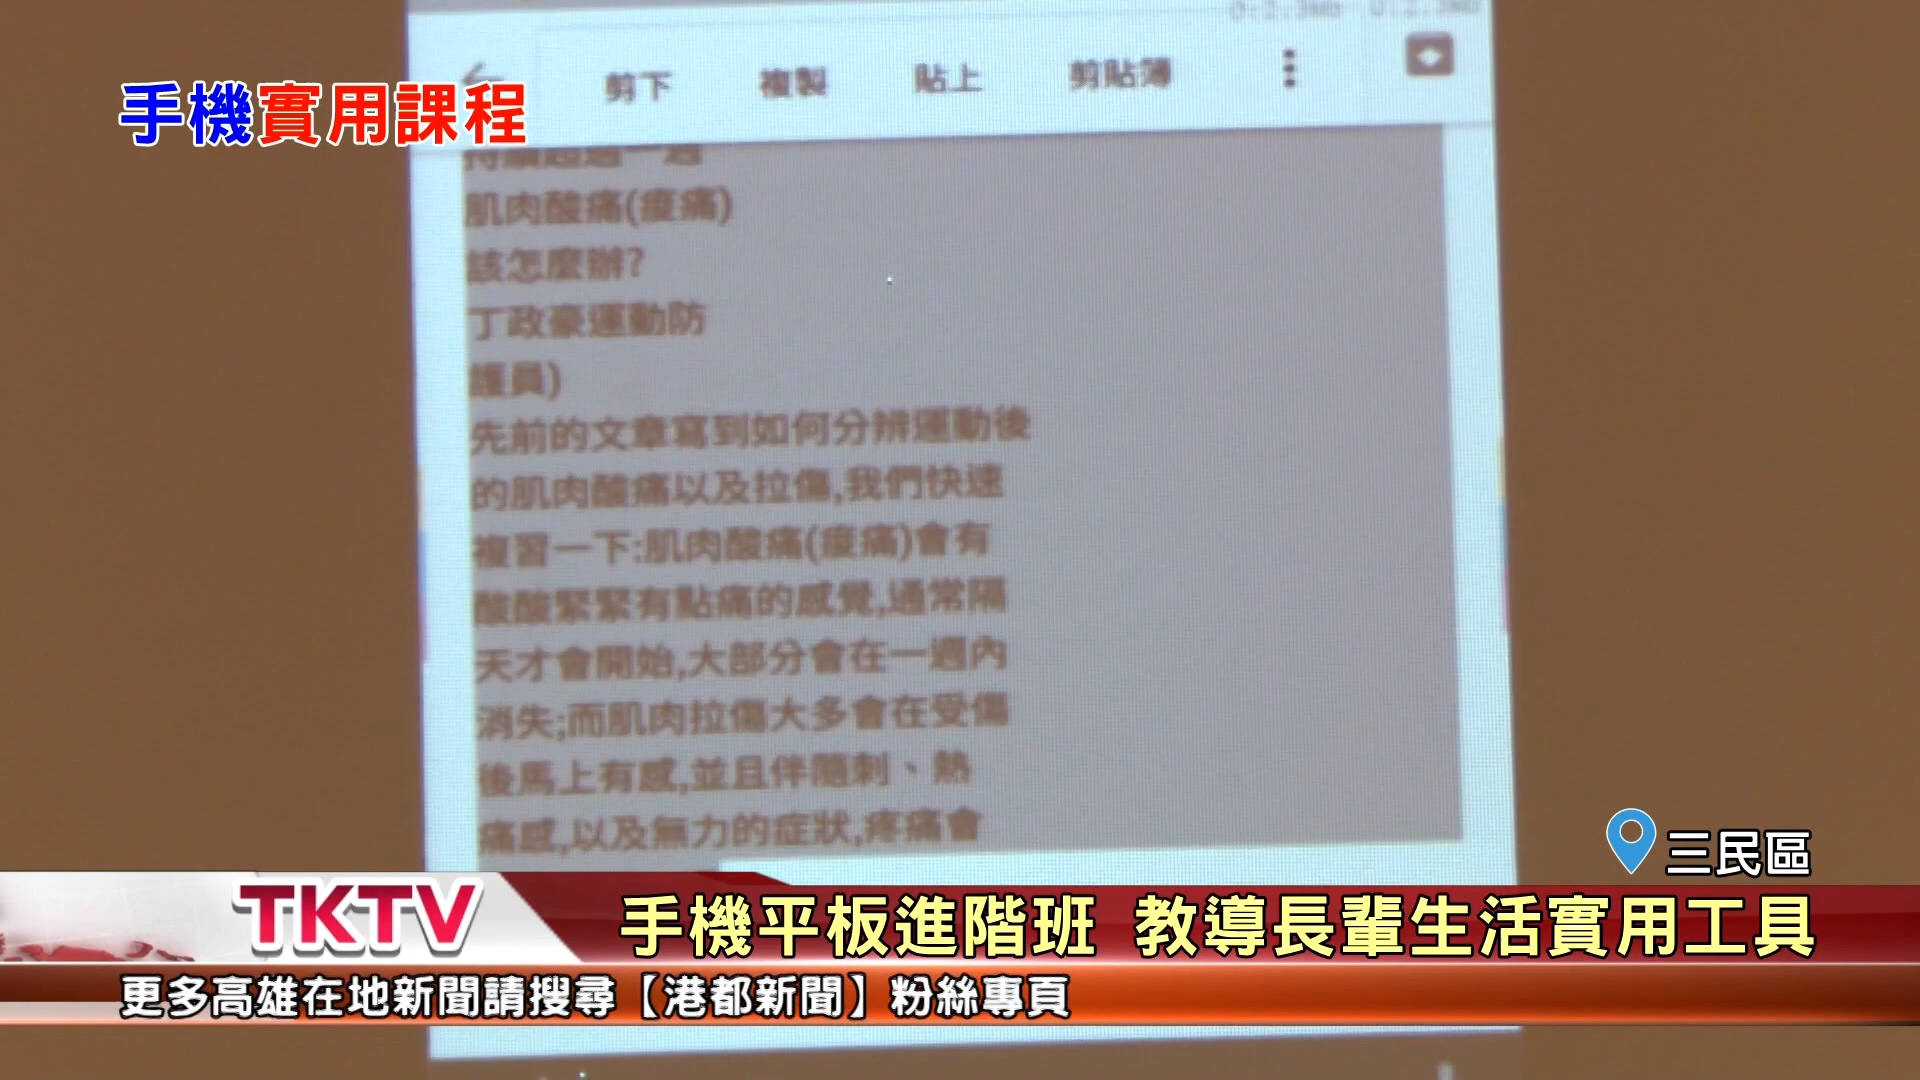 剪下 複製 貼上 剪貼簿
手機實用課程
持續超過一週
肌肉酸痛(痠痛)
該怎麼辦?
丁政豪運動防
護員)
先前的文章寫到如何分辨運動後
的肌肉酸痛以及拉傷,我們快速
複習一下:肌肉酸痛(痠痛)會有
酸酸緊緊有點痛的感覺,通常隔
天才會開始,大部分會在一週內
消失;而肌肉拉傷大多會在受傷
後馬上有感,並且伴隨刺、熱
痛感,以及無力的症狀,疼痛會
三民區
TKTV
手機平板進階班 教導長輩生活實用工具
更多高雄在地新聞請搜尋【港都新聞】粉絲專頁